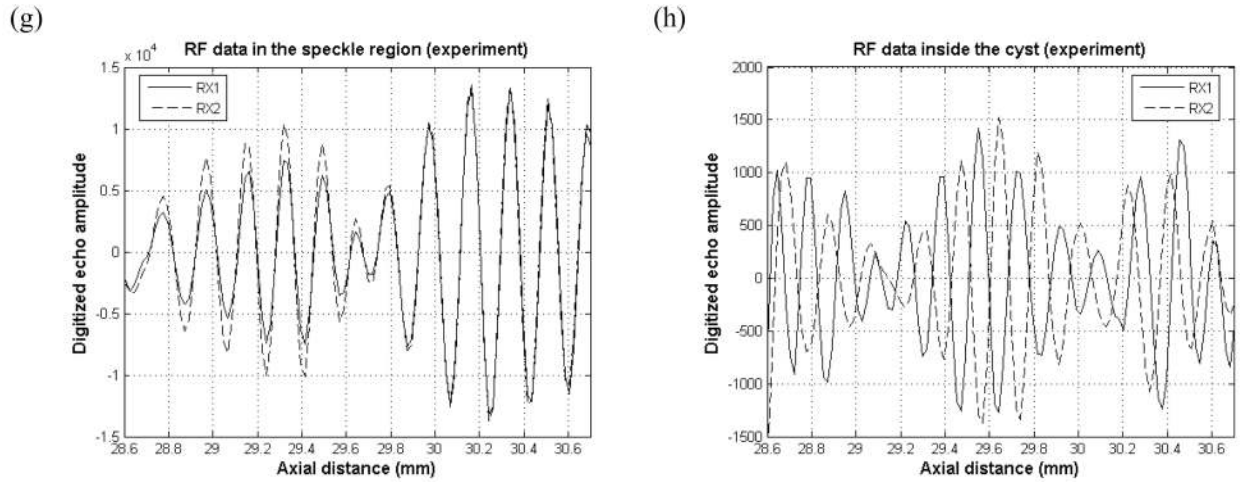 (g)
RF data in the speckle region (experiment)
x 10^4
1.5
1
0.5
0
-0.5
-1
-1.5
Digitized echo amplitude
RX1
RX2
28.6 28.8 29 29.2 29.4 29.6 29.8 30 30.2 30.4 30.6
Axial distance (mm)
(h)
RF data inside the cyst (experiment)
2000
1500
1000
500
0
-500
-1000
-1500
Digitized echo amplitude
RX1
RX2
28.6 28.8 29 29.2 29.4 29.6 29.8 30 30.2 30.4 30.6
Axial distance (mm)